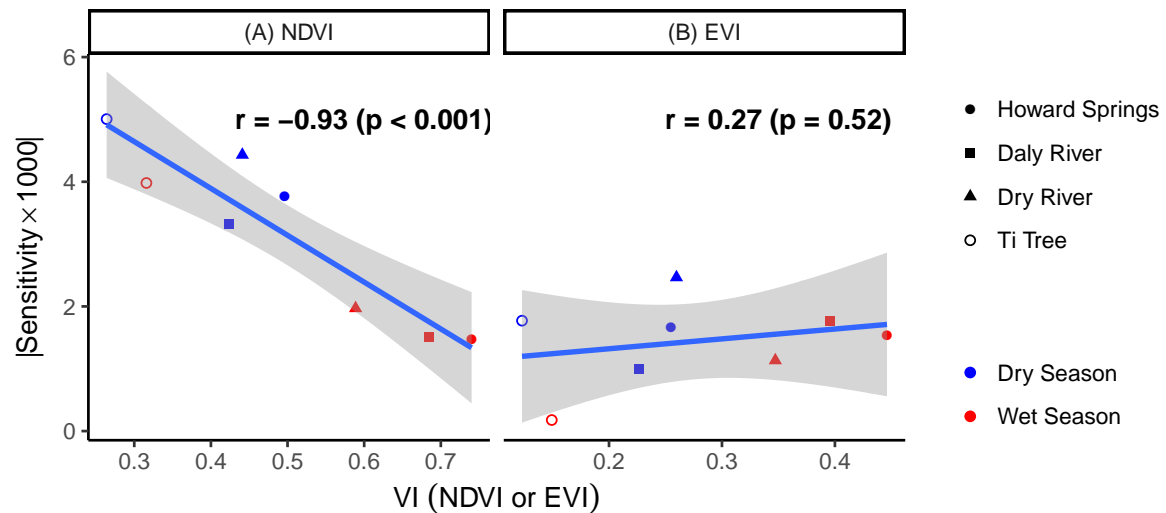 (A) NDVI
(B) EVI
r = −0.93 (p < 0.001)
r = 0.27 (p = 0.52)
6
4
2
0
|Sensitivity × 1000|
0.3 0.4 0.5 0.6 0.7
0.2 0.3 0.4
VI (NDVI or EVI)
Howard Springs
Daly River
Dry River
Ti Tree
Dry Season
Wet Season